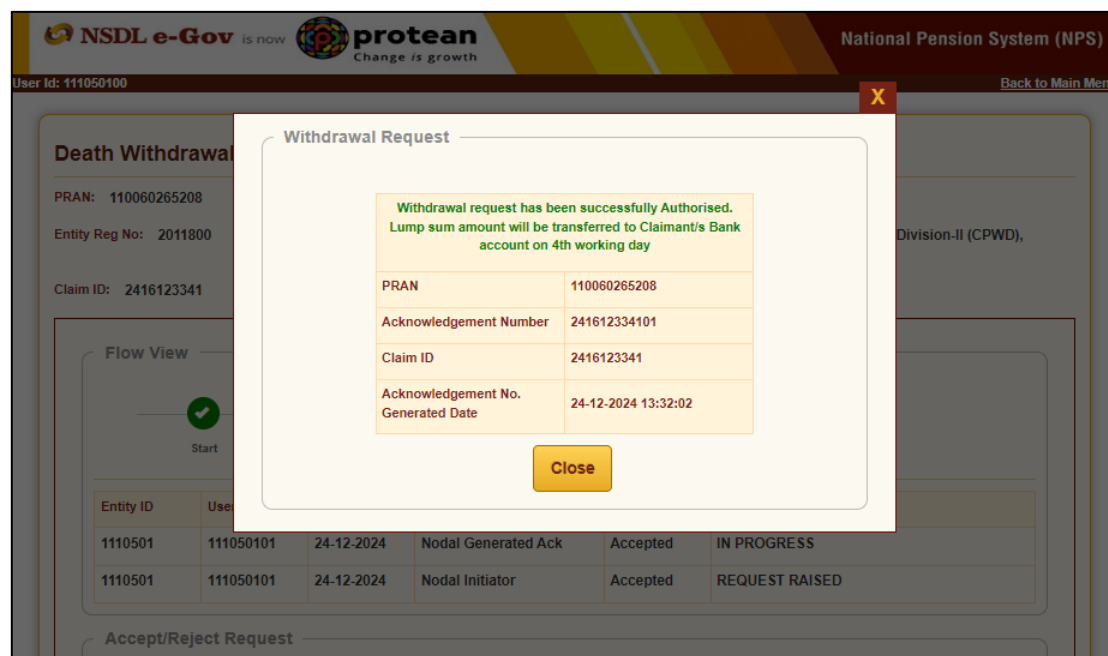 NSDL e-Gov is now protean
Change is growth
National Pension System (NPS)
User Id: 111050100
Back to Main Men
X
Death Withdrawal
PRAN: 110060265208
Entity Reg No: 2011800
Division-II (CPWD),
Claim ID: 2416123341
Withdrawal Request
Withdrawal request has been successfully Authorised.
Lump sum amount will be transferred to Claimant/s Bank
account on 4th working day
PRAN 110060265208
Acknowledgement Number 241612334101
Claim ID 2416123341
Acknowledgement No.
Generated Date 24-12-2024 13:32:02
Close
Flow View
Start
Entity ID Use
1110501 111050101 24-12-2024 Nodal Generated Ack Accepted IN PROGRESS
1110501 111050101 24-12-2024 Nodal Initiator Accepted REQUEST RAISED
Accept/Reject Request